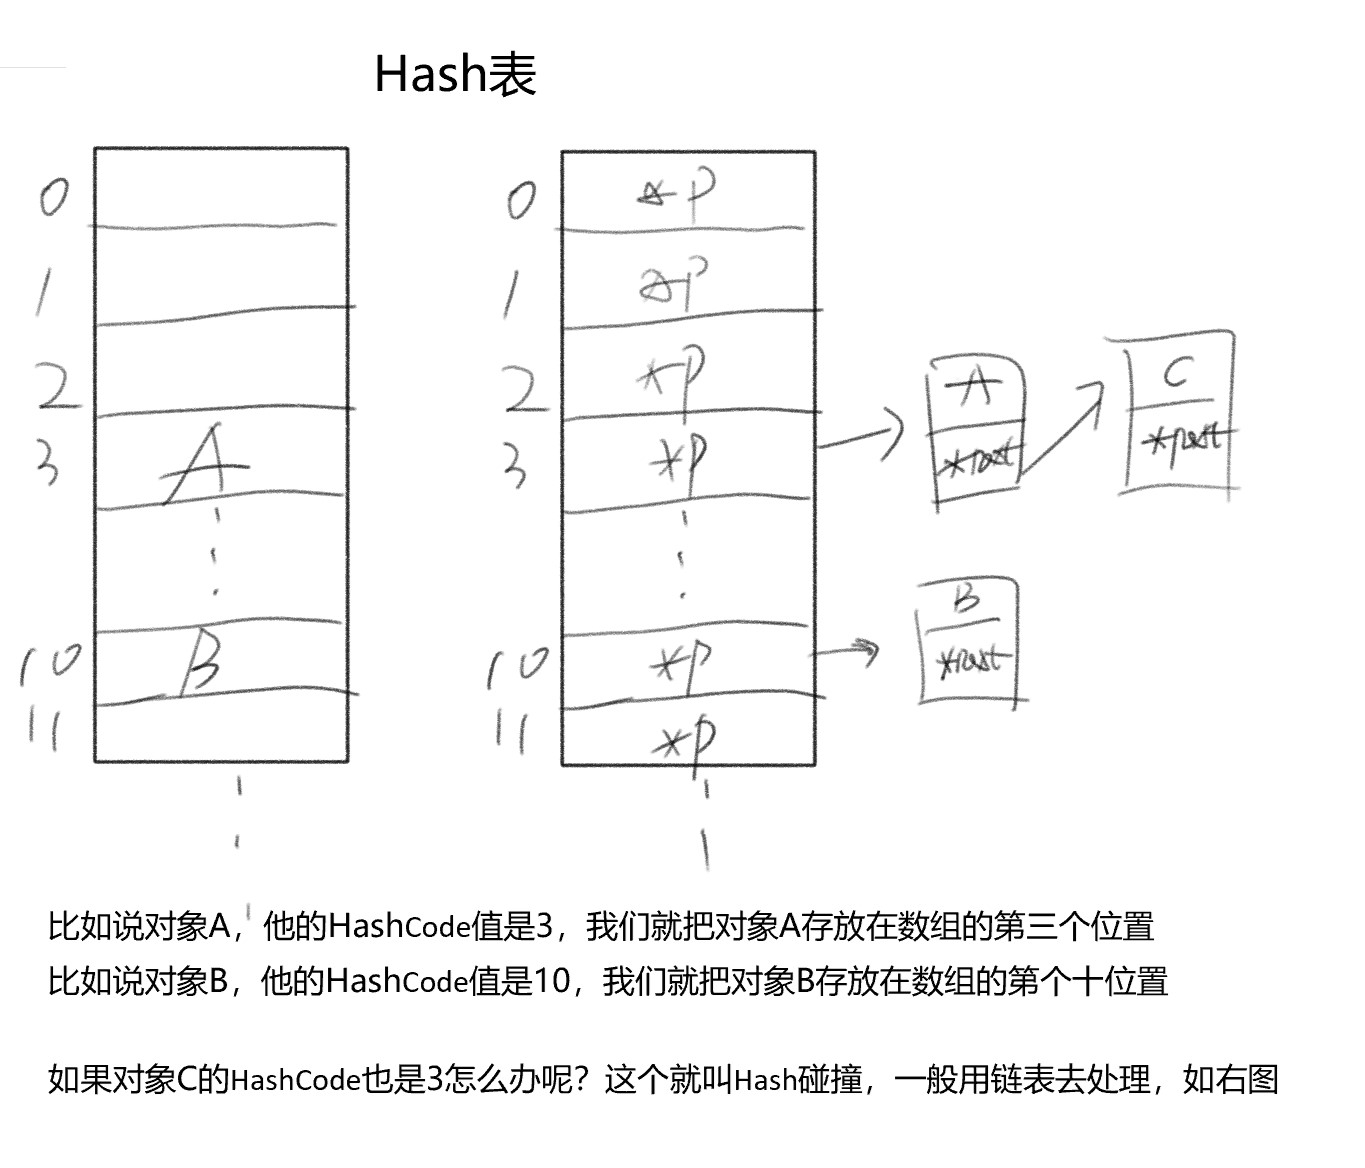 Hash表
0
0
*P
1
1
*P
2
2
*P
A
C
3
A
3
*P
*next
*next
10
B
10
*P
B
*next
11
11
*P
比如说对象A，他的HashCode值是3，我们就把对象A存放在数组的第三个位置
比如说对象B，他的HashCode值是10，我们就把对象B存放在数组的第个十位置
如果对象C的HashCode也是3怎么办呢？这个就叫Hash碰撞，一般用链表去处理，如右图